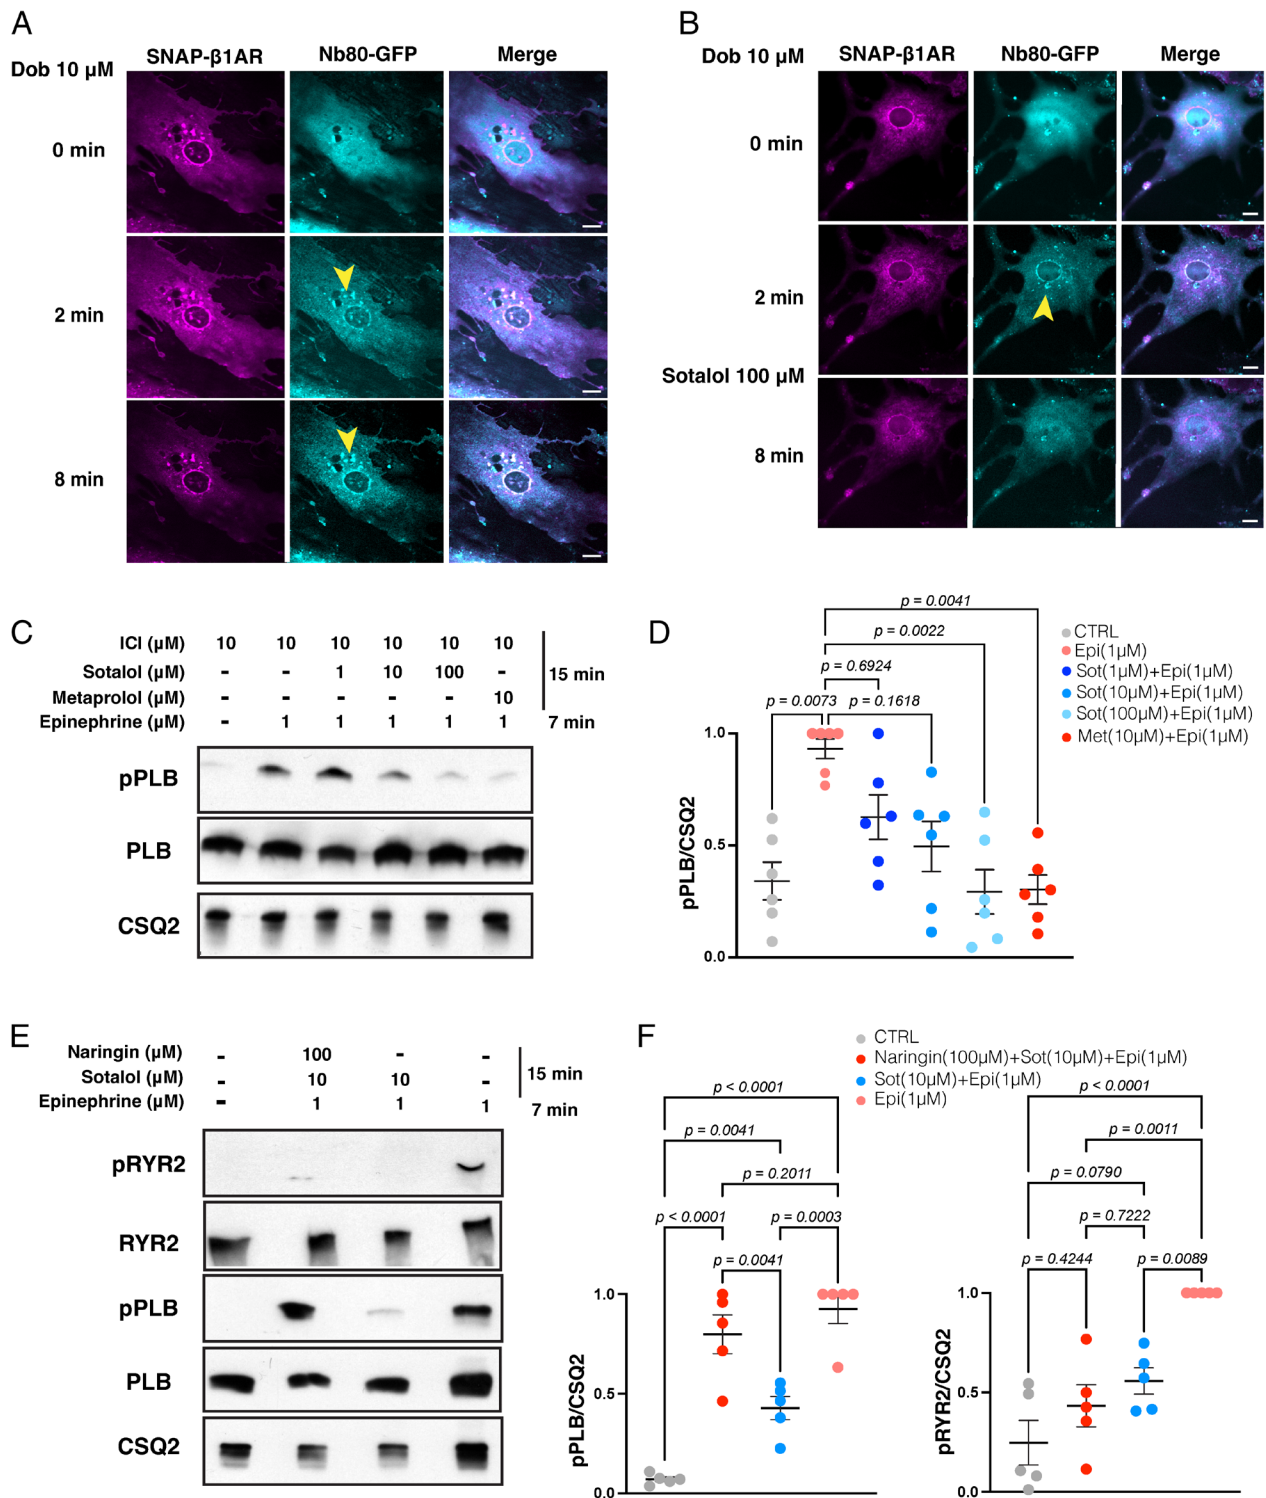 A
SNAP-β1AR Nb80-GFP Merge
Dob 10 µM
0 min
2 min
8 min
B
Dob 10 µM SNAP-β1AR Nb80-GFP Merge
0 min
2 min
Sotalol 100 µM
8 min
C
ICI (µM) 10 10 10 10 10 10
Sotalol (µM) - - 1 10 100 -
15 min
Metaprolol (µM) - - - - - 10
Epinephrine (µM) - 1 1 1 1 1 7 min
pPLB
PLB
CSQ2
D
p = 0.0041
p = 0.0022
p = 0.6924
p = 0.0073 p = 0.1618
CTRL
Epi(1µM)
Sot(1µM)+Epi(1µM)
Sot(10µM)+Epi(1µM)
Sot(100µM)+Epi(1µM)
Met(10µM)+Epi(1µM)
pPLB/CSQ2
1.0
0.5
0.0
E
Naringin (µM) - 100 - -
15 min
Sotalol (µM) - 10 10 -
Epinephrine (µM) - 1 1 1 7 min
pRYR2
RYR2
pPLB
PLB
CSQ2
F
CTRL
Naringin(100µM)+Sot(10µM)+Epi(1µM)
Sot(10µM)+Epi(1µM)
Epi(1µM)
p < 0.0001
p = 0.0041
p = 0.2011
p < 0.0001 p = 0.0003
p = 0.0041
pPLB/CSQ2
1.0
0.5
0.0
p < 0.0001
p = 0.0011
p = 0.0790
p = 0.7222
p = 0.4244 p = 0.0089
pRYR2/CSQ2
1.0
0.5
0.0